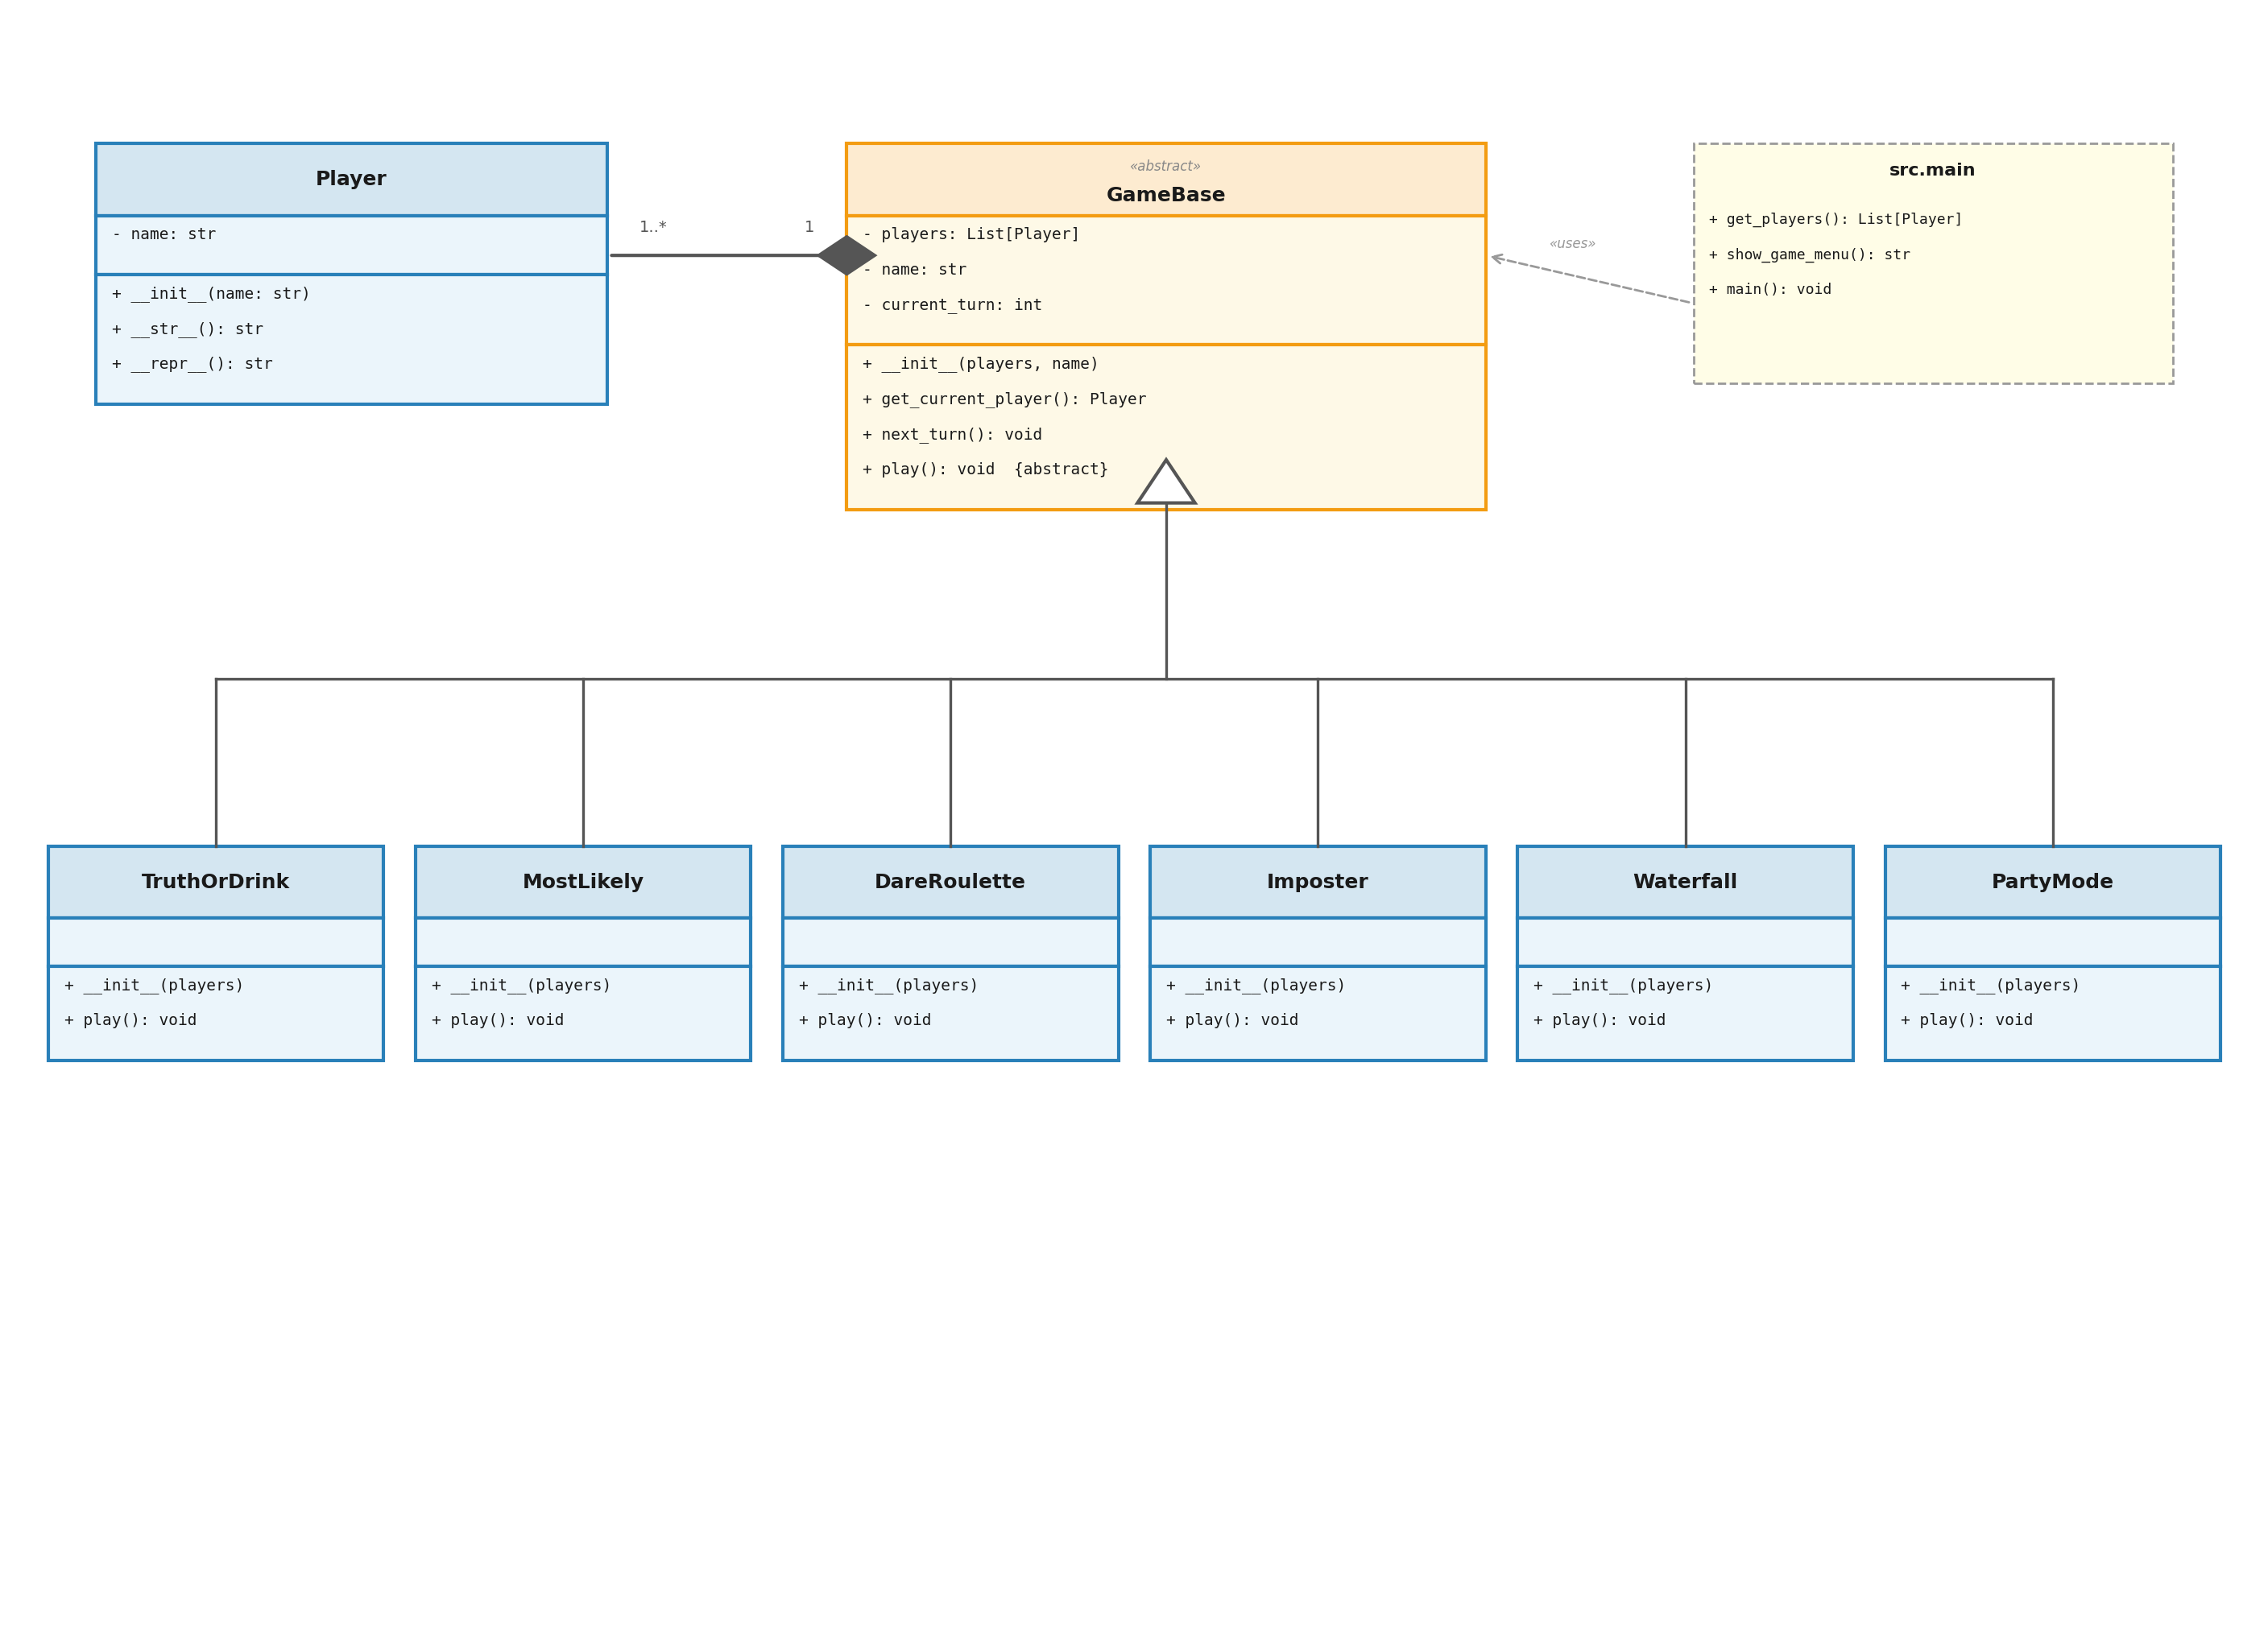 Player
- name: str
+ __init__(name: str)
+ __str__(): str
+ __repr__(): str
1..*
1
«abstract»
GameBase
- players: List[Player]
- name: str
- current_turn: int
+ __init__(players, name)
+ get_current_player(): Player
+ next_turn(): void
+ play(): void  {abstract}
«uses»
src.main
+ get_players(): List[Player]
+ show_game_menu(): str
+ main(): void
TruthOrDrink
+ __init__(players)
+ play(): void
MostLikely
+ __init__(players)
+ play(): void
DareRoulette
+ __init__(players)
+ play(): void
Imposter
+ __init__(players)
+ play(): void
Waterfall
+ __init__(players)
+ play(): void
PartyMode
+ __init__(players)
+ play(): void